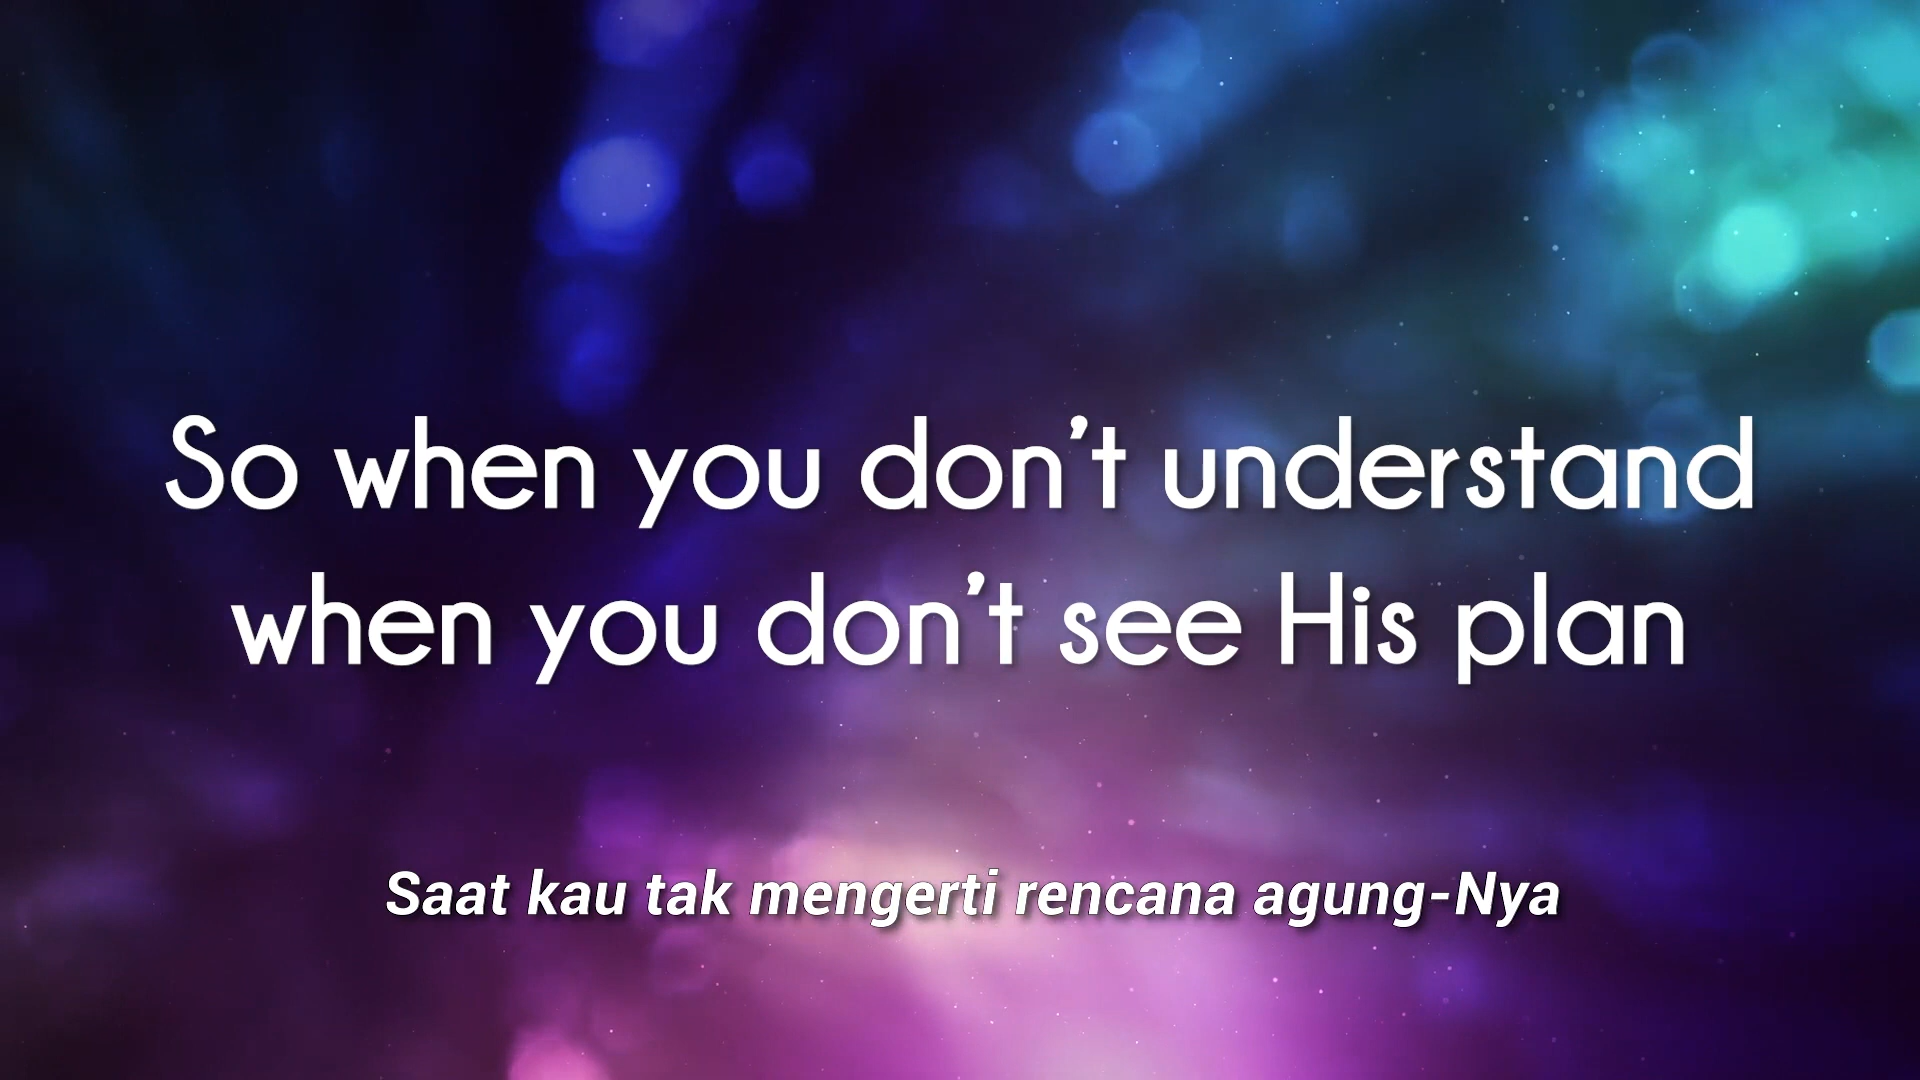 So when you don't understand
when you don't see His plan
Saat kau tak mengerti rencana agung-Nya